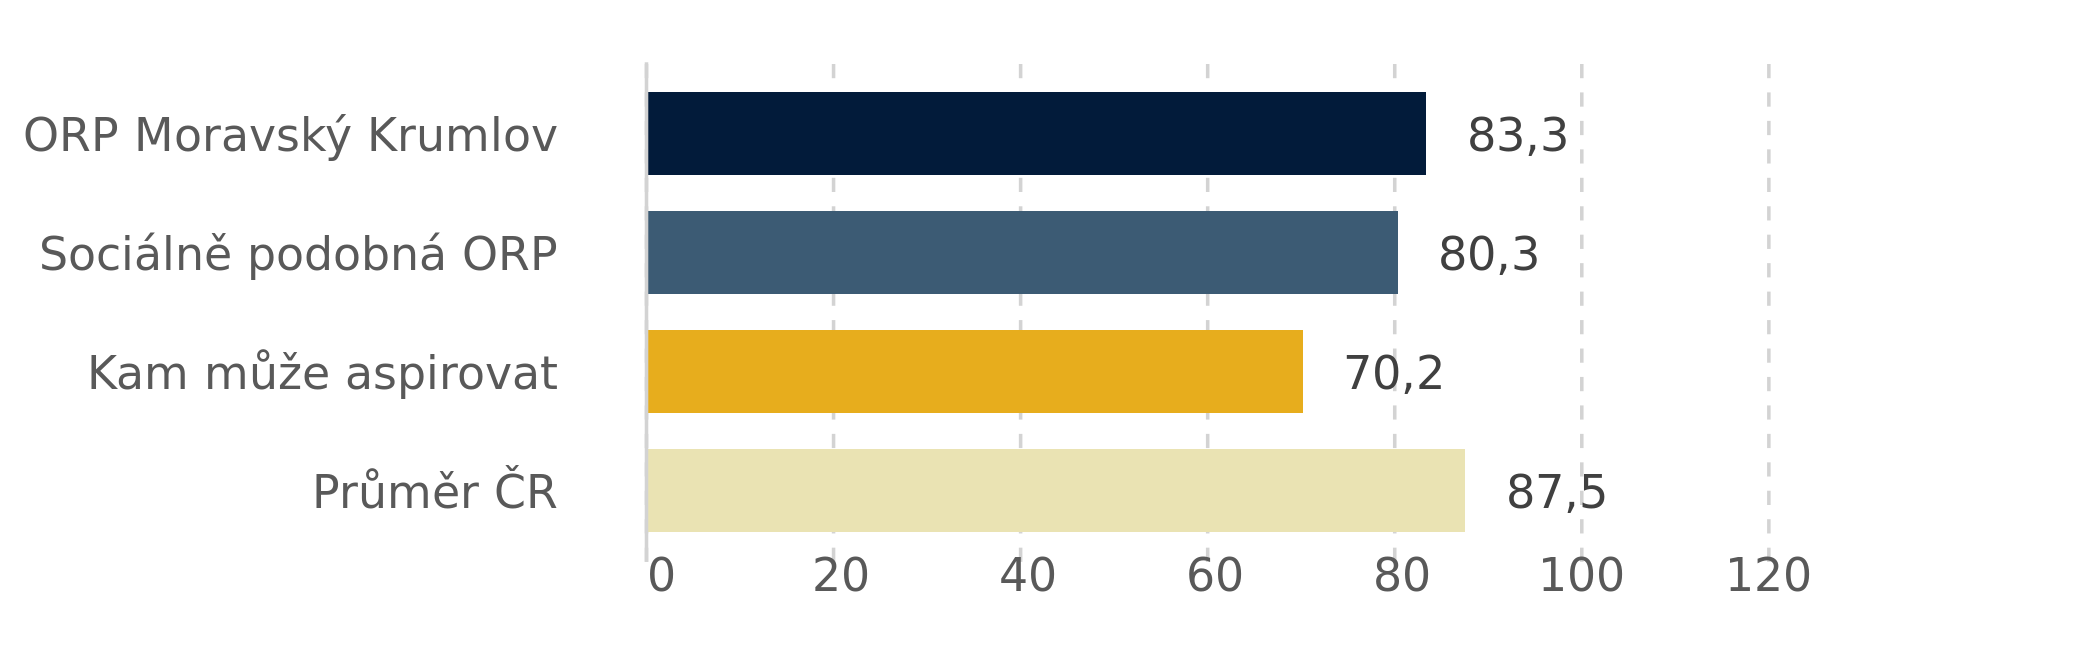 ORP Moravský Krumlov 83,3
Sociálně podobná ORP 80,3
Kam může aspirovat 70,2
Průměr ČR 87,5
0 20 40 60 80 100 120